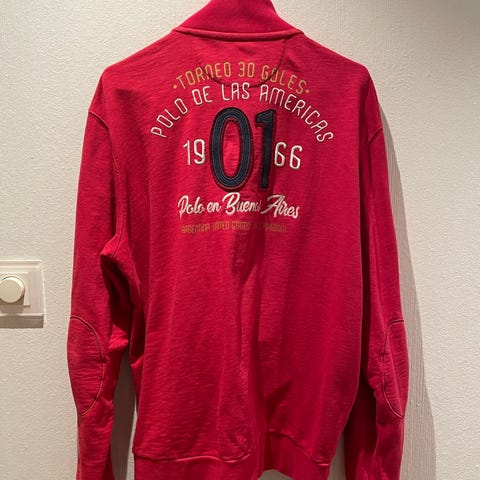 ·TORNEO 30 GOLES·
POLO DE LAS AMERICAS
19 01 66
Polo en Buenos Aires
ARGENTINA UNITED STATES